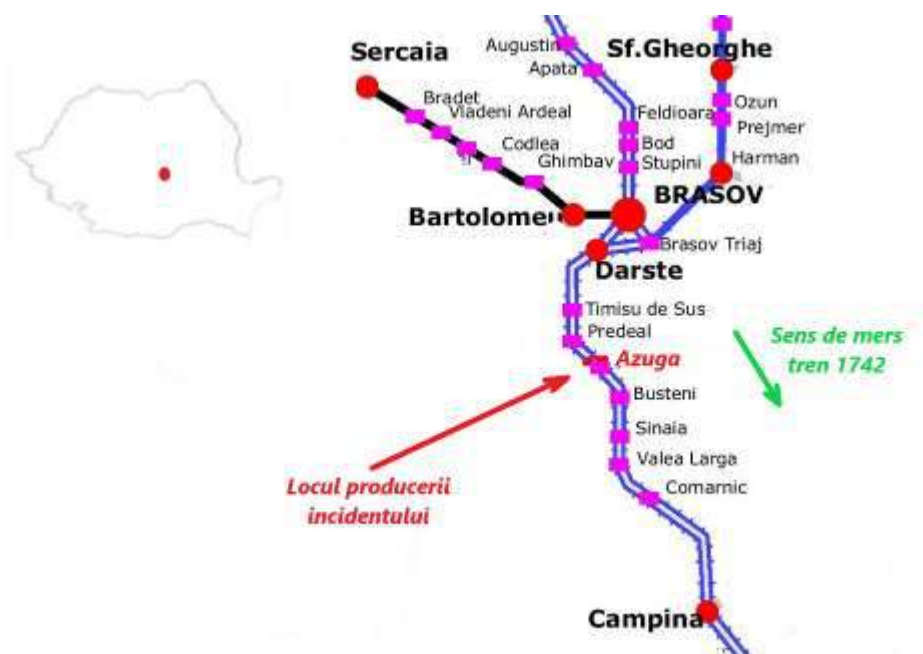 Augustin
Sf.Gheorghe
Sercaia
Apata
Bradet
Ozun
Vladeni Ardeal
Feldioara
Prejmer
Codlea
Bod
Ghimbav
Stupini
Harman
BRASOV
Bartolomeu
Brasov Triaj
Darste
Timisu de Sus
Predeal
Sens de mers
tren 1742
Azuga
Busteni
Sinaia
Valea Larga
Locul producerii
incidentului
Comarnic
Campina